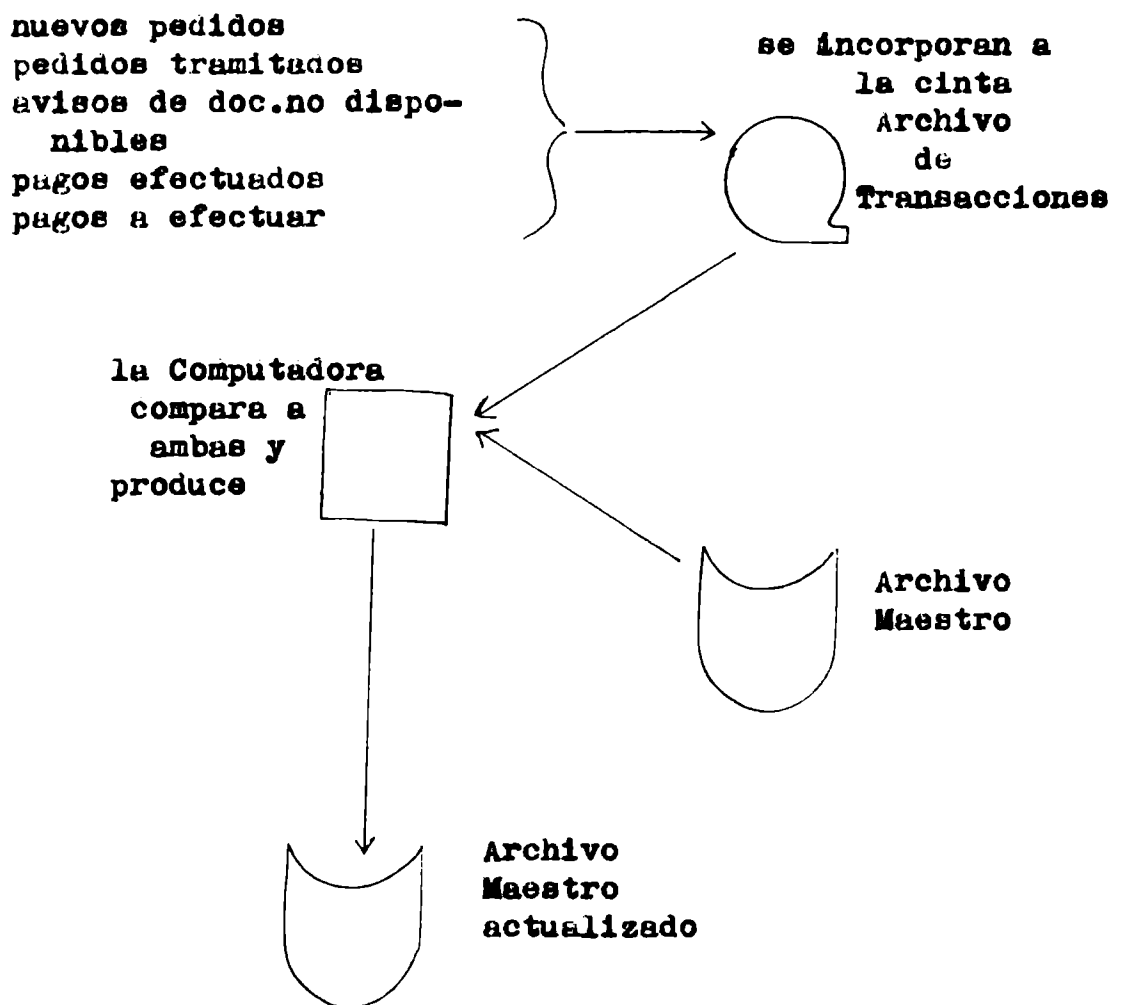 nuevos pedidos
pedidos tramitados
avisos de doc.no dispo-
nibles
pagos efectuados
pagos a efectuar
se incorporan a
la cinta
Archivo
de
Transacciones
la Computadora
compara a
ambas y
produce
Archivo
Maestro
Archivo
Maestro
actualizado